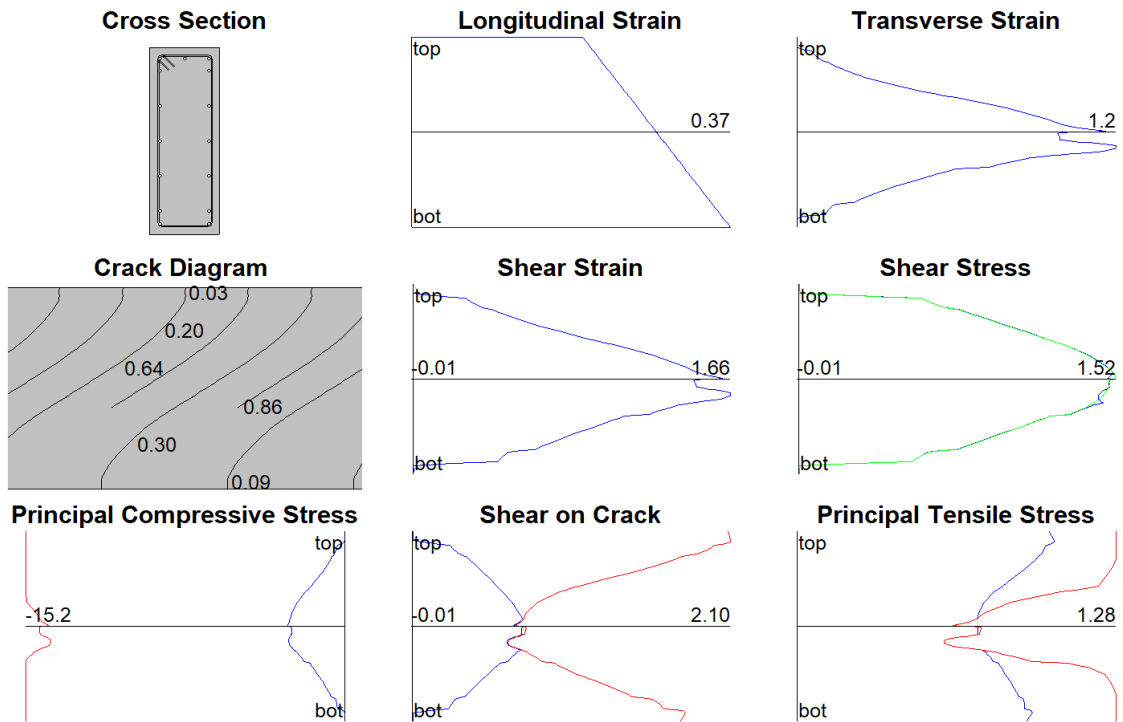 Cross Section
Longitudinal Strain
top
0.37
bot
Transverse Strain
top
1.2
bot
Crack Diagram
0.03
0.20
0.64
0.86
0.30
0.09
Shear Strain
top
-0.01
1.66
bot
Shear Stress
top
-0.01
1.52
bot
Principal Compressive Stress
top
-15.2
bot
Shear on Crack
top
-0.01
2.10
bot
Principal Tensile Stress
top
1.28
bot